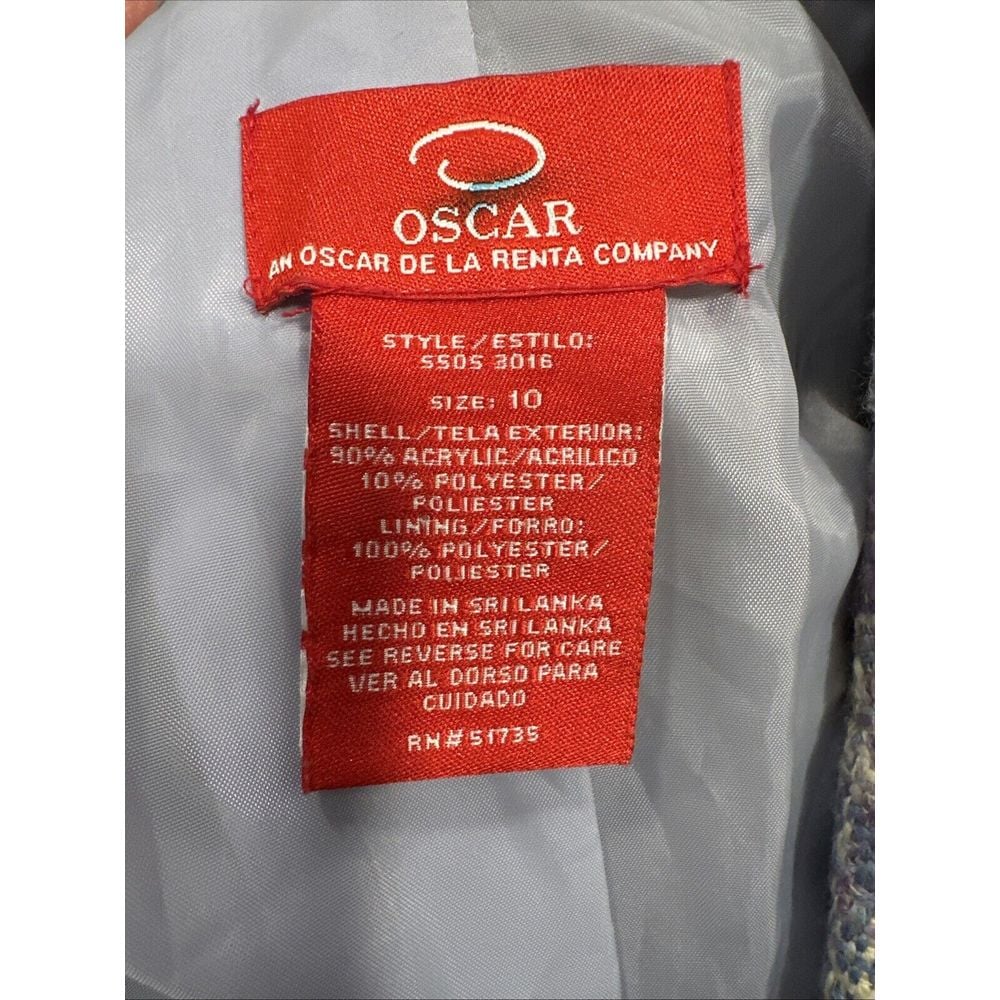 OSCAR
AN OSCAR DE LA RENTA COMPANY
STYLE/ESTILO:
SSOS 3016
SIZE: 10
SHELL/TELA EXTERIOR:
90% ACRYLIC/ACRILICO
10% POLYESTER/
POLIESTER
LINING/FORRO:
100% POLYESTER/
POLIESTER
MADE IN SRI LANKA
HECHO EN SRI LANKA
SEE REVERSE FOR CARE
VER AL DORSO PARA
CUIDADO
RN# 51735